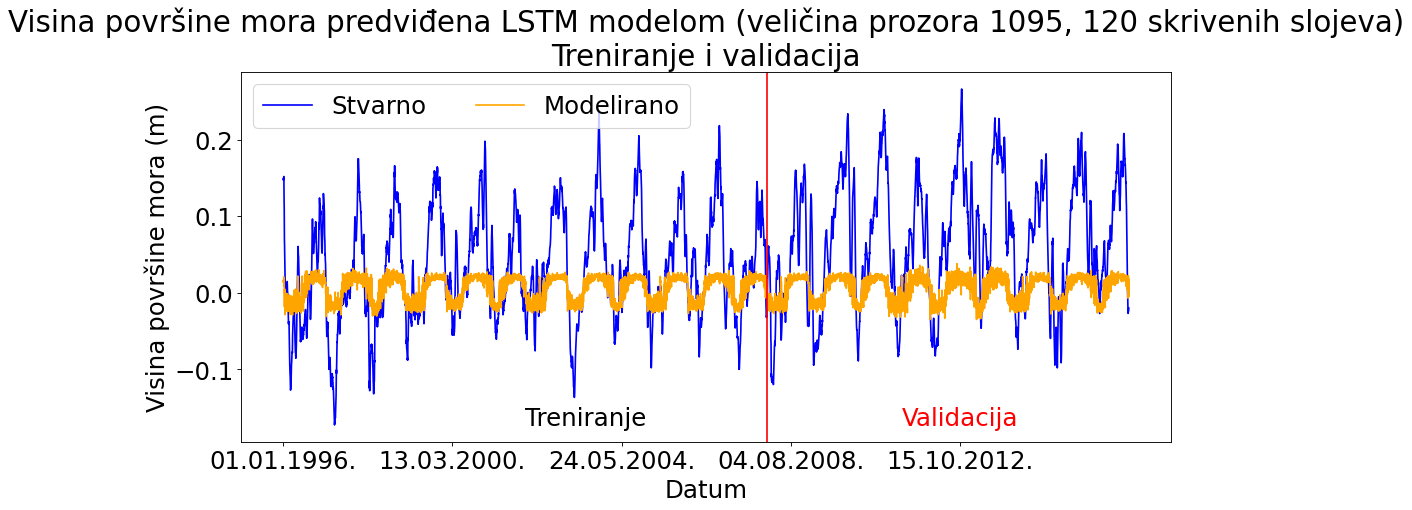 Visina površine mora predviđena LSTM modelom (veličina prozora 1095, 120 skrivenih slojeva)
Treniranje i validacija
Stvarno Modelirano
Visina površine mora (m)
0.2
0.1
0.0
−0.1
Treniranje Validacija
01.01.1996. 13.03.2000. 24.05.2004. 04.08.2008. 15.10.2012.
Datum